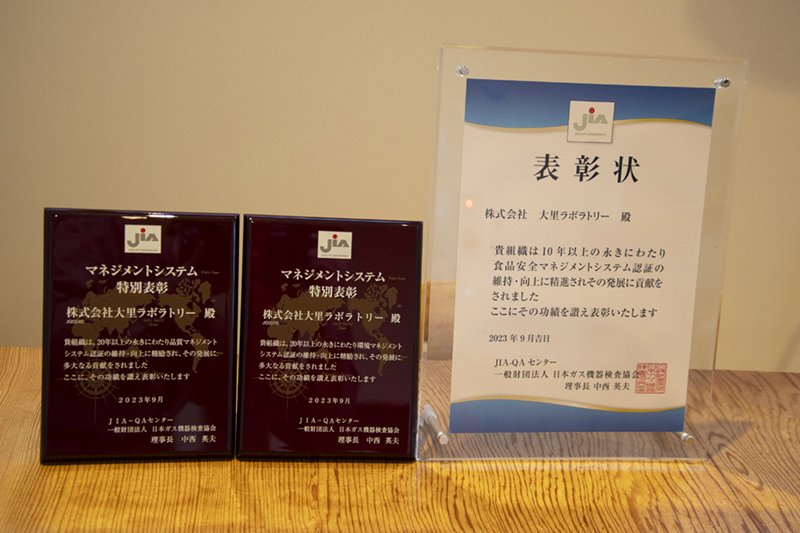 JIA
マネジメントシステム
特別表彰
株式会社大里ラボラトリー 殿
JQ0240
貴組織は、20年以上の永きにわたり品質マネジメント
システム認証の維持・向上に精励され、その発展に
多大なる貢献をされました
ここに、その功績を讃え表彰いたします
2023年9月
JIA-QAセンター
一般財団法人 日本ガス機器検査協会
理事長 中西 英夫
JIA
マネジメントシステム
特別表彰
株式会社大里ラボラトリー 殿
貴組織は、20年以上の永きにわたり環境マネジメント
システム認証の維持・向上に精励され、その発展に
多大なる貢献をされました
ここに、その功績を讃え表彰いたします
2023年9月
JIA-QAセンター
一般財団法人 日本ガス機器検査協会
理事長 中西 英夫
JIA
表彰状
株式会社 大里ラボラトリー 殿
貴組織は10年以上の永きにわたり
食品安全マネジメントシステム認証の
維持・向上に精進されその発展に貢献を
されました
ここにその功績を讃え表彰いたします
2023年9月吉日
JIA-QAセンター
一般財団法人 日本ガス機器検査協会
理事長 中西 英夫